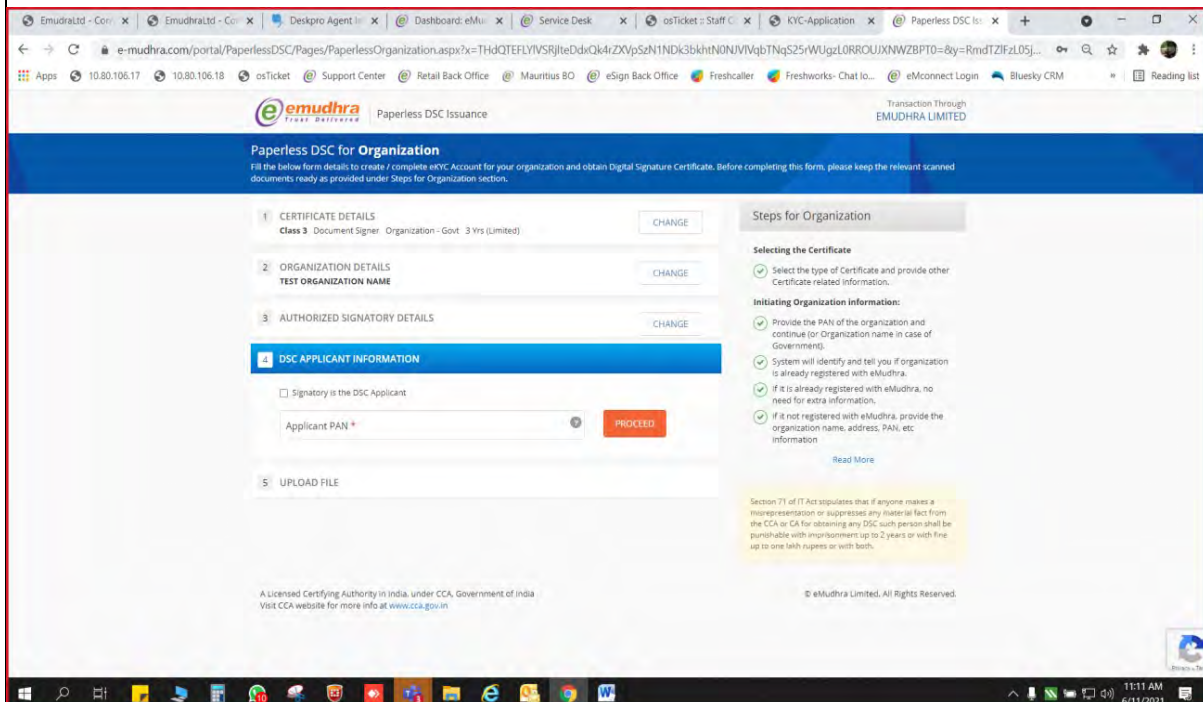 EmudraLtd - Con
EmudhraLtd - Co
Deskpro Agent In
Dashboard: eMu
Service Desk
osTicket :: Staff C
KYC-Application
Paperless DSC Iss
e-mudhra.com/portal/PaperlessDSC/Pages/PaperlessOrganization.aspx?x=
Apps
10.80.106.17
10.80.106.18
osTicket
Support Center
Retail Back Office
Mauritius BO
eSign Back Office
Freshcaller
Freshworks- Chat lo...
eMconnect Login
Bluesky CRM
Reading list
emudhra
Trust Delivered
Paperless DSC Issuance
Transaction Through
EMUDHRA LIMITED
Paperless DSC for Organization
Fill the below form details to create / complete eKYC Account for your organization and obtain Digital Signature Certificate. Before completing this form, please keep the relevant scanned
documents ready as provided under Steps for Organization section.
1 CERTIFICATE DETAILS
Class 3 Document Signer Organization - Govt 3 Yrs (Limited)
CHANGE
2 ORGANIZATION DETAILS
TEST ORGANIZATION NAME
CHANGE
3 AUTHORIZED SIGNATORY DETAILS
CHANGE
4 DSC APPLICANT INFORMATION
Signatory is the DSC Applicant
Applicant PAN *
PROCEED
5 UPLOAD FILE
Steps for Organization
Selecting the Certificate
Select the type of Certificate and provide other
Certificate related information.
Initiating Organization information:
Provide the PAN of the organization and
continue (or Organization name in case of
Government).
System will identify and tell you if organization
is already registered with eMudhra.
If it is already registered with eMudhra, no
need for extra information.
If it not registered with eMudhra, provide the
organization name, address, PAN, etc
information
Read More
Section 71 of IT Act stipulates that if anyone makes a
misrepresentation or suppresses any material fact from
the CCA or CA for obtaining any DSC such person shall be
punishable with imprisonment up to 2 years or with fine
up to one lakh rupees or with both.
A Licensed Certifying Authority in India, under CCA, Government of India
Visit CCA website for more info at www.cca.gov.in
© eMudhra Limited. All Rights Reserved.
11:11 AM
6/11/2021